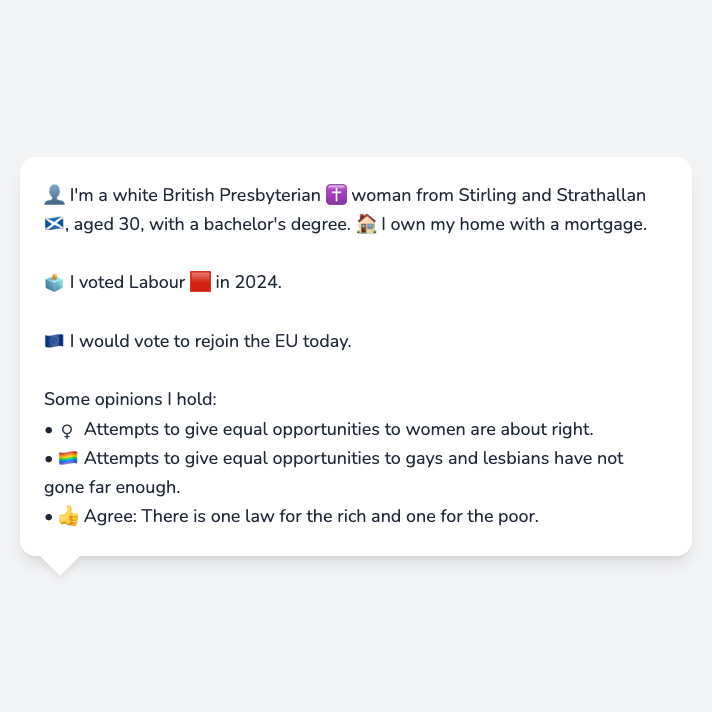 👤 I'm a white British Presbyterian ✝️ woman from Stirling and Strathallan
🏴󠁧󠁢󠁳󠁣󠁴󠁿, aged 30, with a bachelor's degree. 🏠 I own my home with a mortgage.
🗳️ I voted Labour 🟥 in 2024.
🇪🇺 I would vote to rejoin the EU today.
Some opinions I hold:
• ♀ Attempts to give equal opportunities to women are about right.
• 🏳️‍🌈 Attempts to give equal opportunities to gays and lesbians have not
gone far enough.
• 👍 Agree: There is one law for the rich and one for the poor.